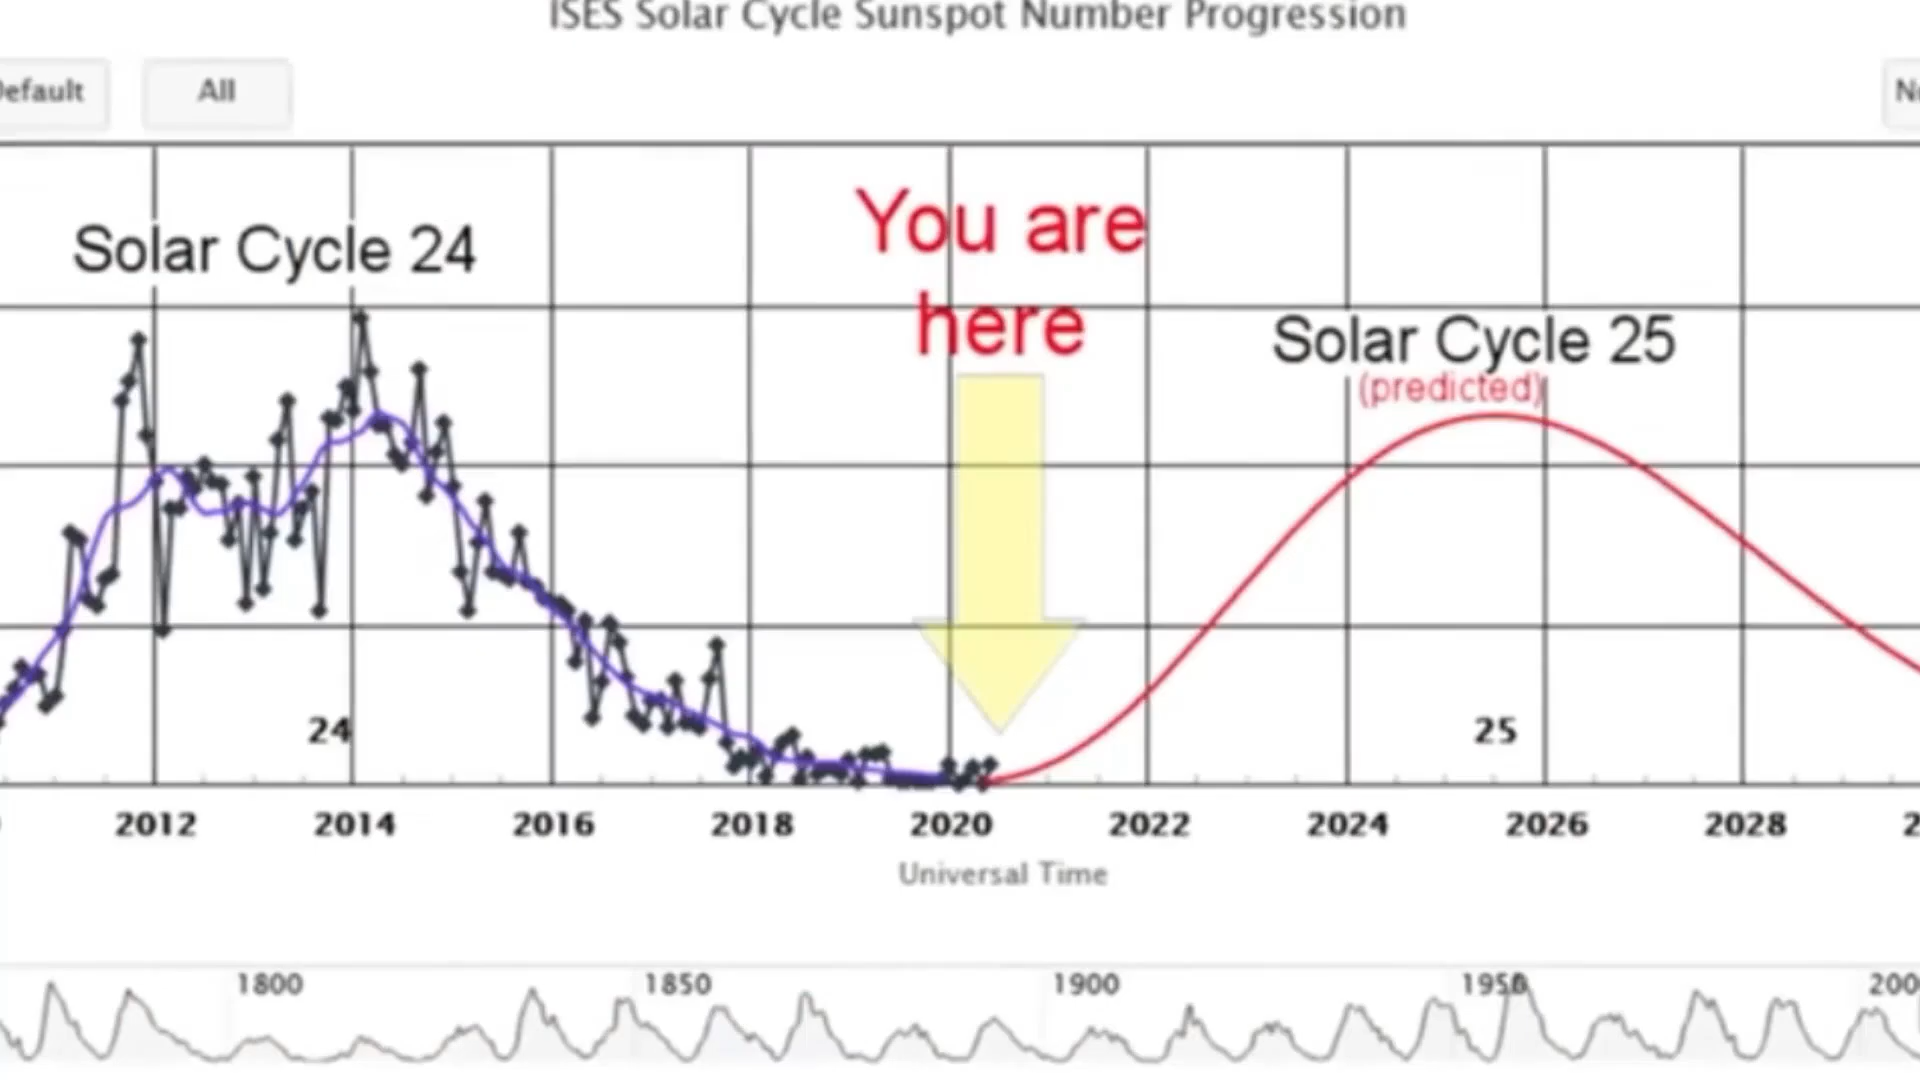 ISES Solar Cycle Sunspot Number Progression
Default
All
You are
here
Solar Cycle 24
Solar Cycle 25
(predicted)
24
25
2012 2014 2016 2018 2020 2022 2024 2026 2028
Universal Time
1800 1850 1900 1950